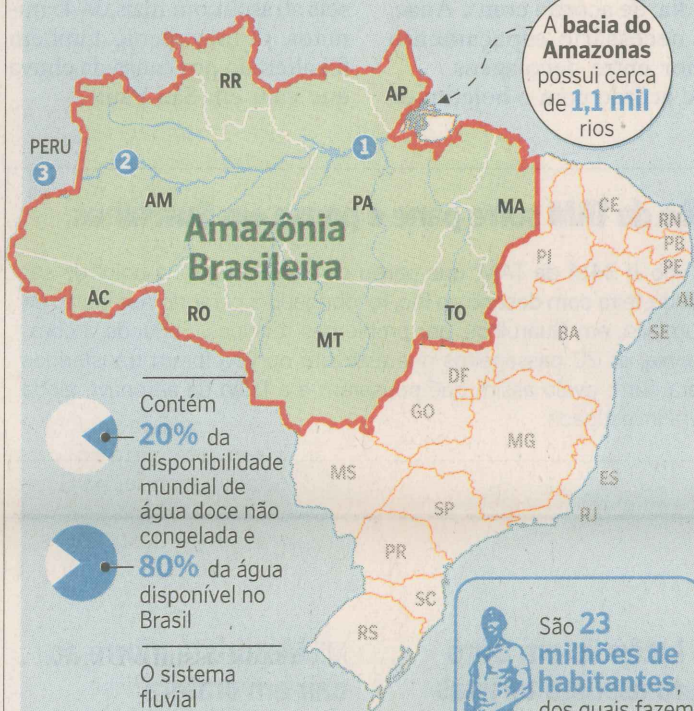 A bacia do
Amazonas
possui cerca
de 1,1 mil
rios
RR
AP
PERU
3
2
1
AM
PA
MA
CE
RN
PB
PE
AL
SE
PI
Amazônia
Brasileira
AC
RO
MT
TO
BA
DF
GO
MG
MS
ES
SP
RJ
PR
SC
RS
Contém
20% da
disponibilidade
mundial de
água doce não
congelada e
80% da água
disponível no
Brasil
O sistema
fluvial
São 23
milhões de
habitantes,
dos quais fazem